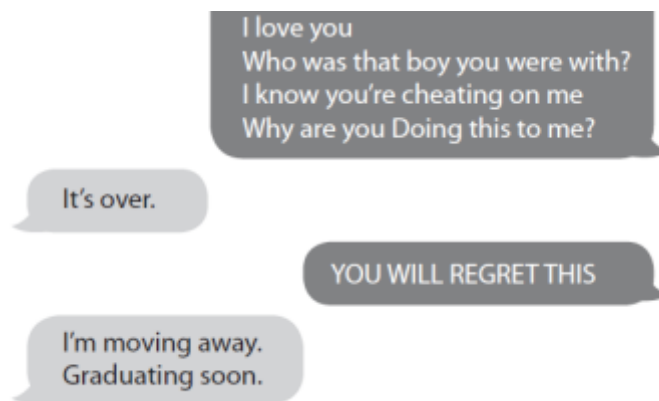 I love you
Who was that boy you were with?
I know you're cheating on me
Why are you Doing this to me?
It's over.
YOU WILL REGRET THIS
I'm moving away.
Graduating soon.